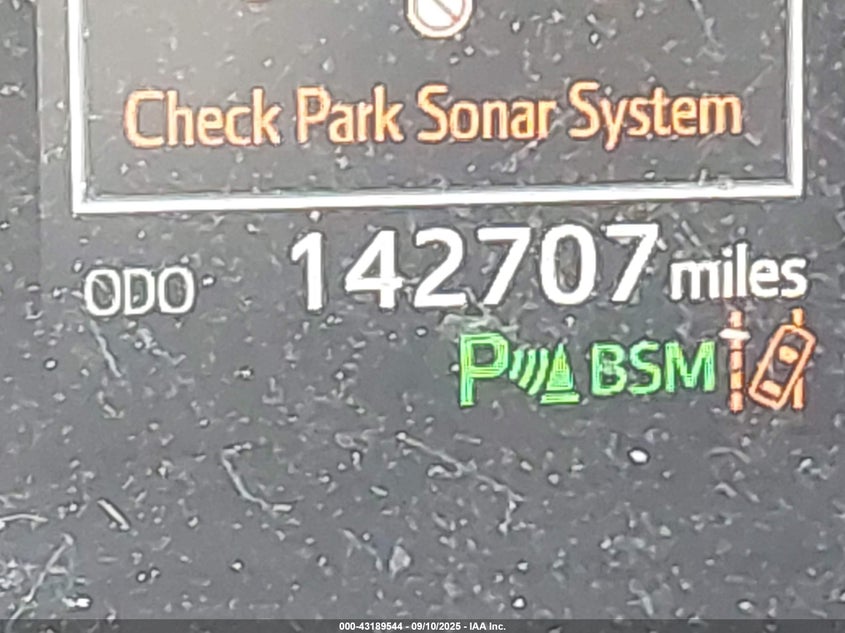 Check Park Sonar System
ODO 142707 miles
P BSM
000-43189544 - 09/10/2025 - IAA Inc.